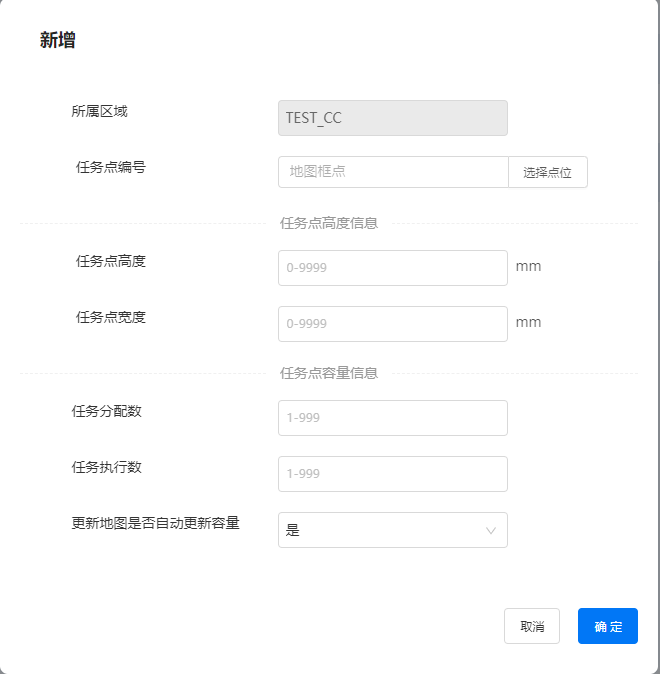 新增
所属区域
TEST_CC
任务点编号
地图框点
选择点位
任务点高度信息
任务点高度
0-9999
mm
任务点宽度
0-9999
mm
任务点容量信息
任务分配数
1-999
任务执行数
1-999
更新地图是否自动更新容量
是
取消
确 定